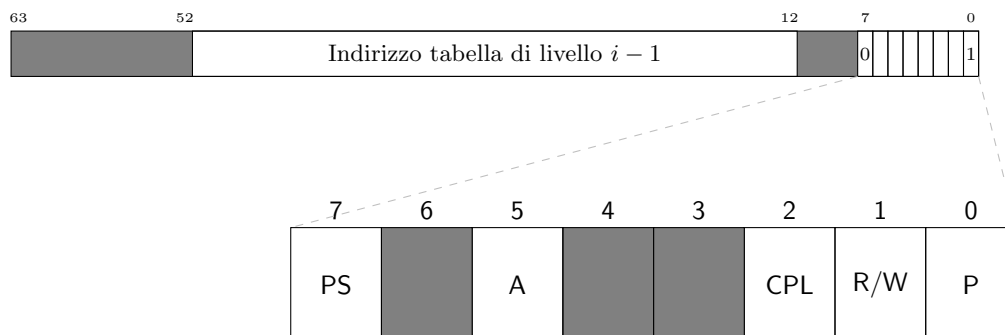 63 52 12 7 0
Indirizzo tabella di livello i − 1 0 1
7 6 5 4 3 2 1 0
PS A CPL R/W P